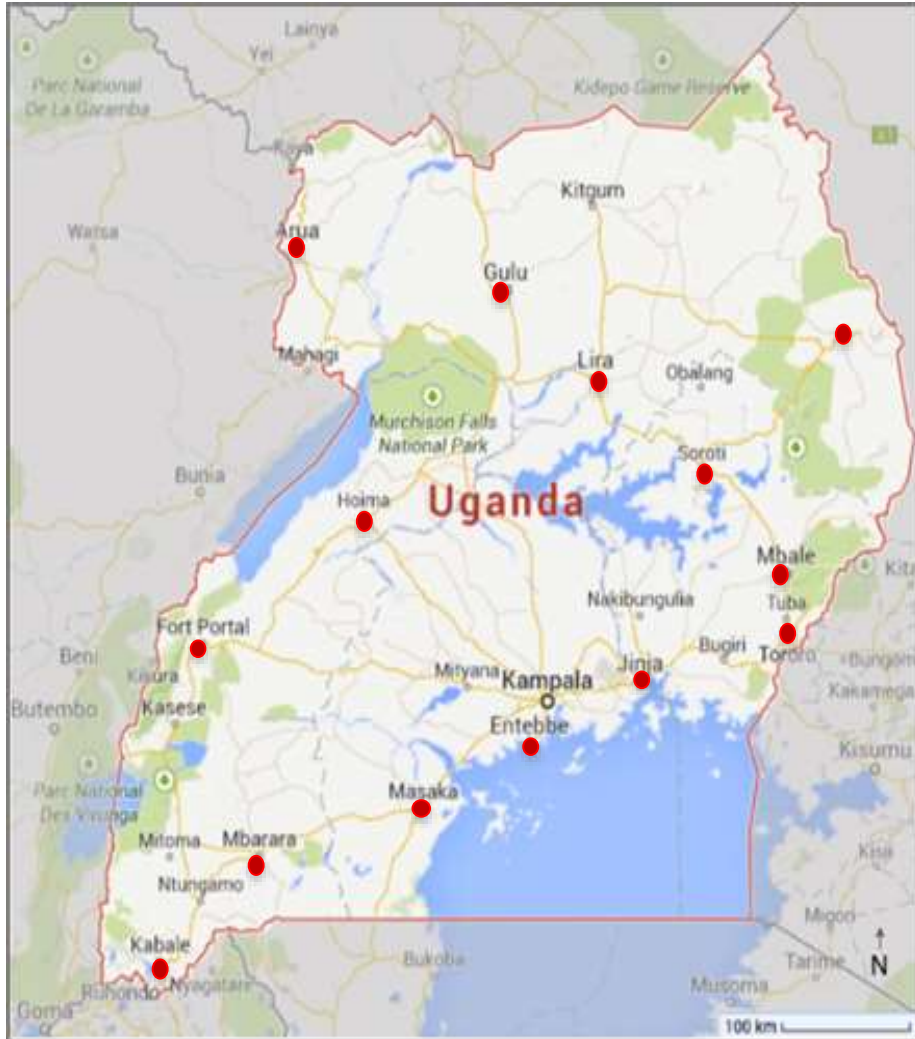 Lainya
Yei
Parc National
De La Garamba
Kidepo Game Reserve
Kaya
Kitgum
Watsa
Arua
Gulu
Mahagi
Lira
Obalang
Murchison Falls
National Park
Soroti
Bunia
Hoima
Uganda
Mbale
Kita
Nakibungulia
Tuba
Fort Portal
Beni
Kisura
Mityana
Kampala
Jinja
Bugiri
Tororo
Bungoma
Butembo
Kasese
Kakamega
Entebbe
Kisumu
Parc National
Des Virunga
Masaka
Mitoma
Mbarara
Kisa
Ntungamo
Migori
Kabale
Bukoba
N
Ruhondo
Nyagatare
Tarime
Goma
Musoma
100 km